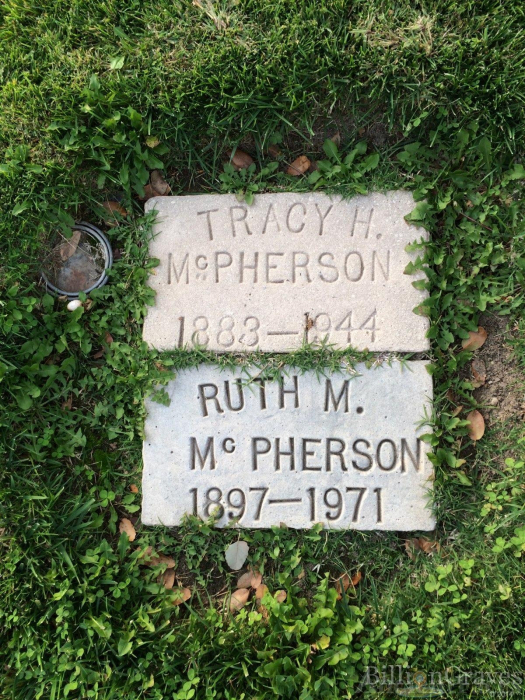 TRACY H.
McPHERSON
1883—1944
RUTH M.
Mc PHERSON
1897—1971
BillionGraves